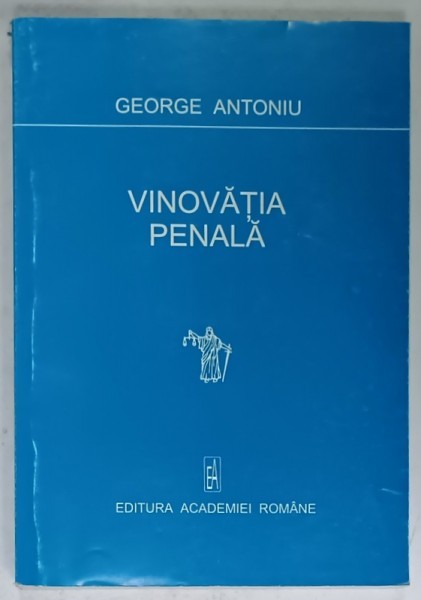 GEORGE ANTONIU
VINOVĂȚIA
PENALĂ
EA
EDITURA ACADEMIEI ROMÂNE